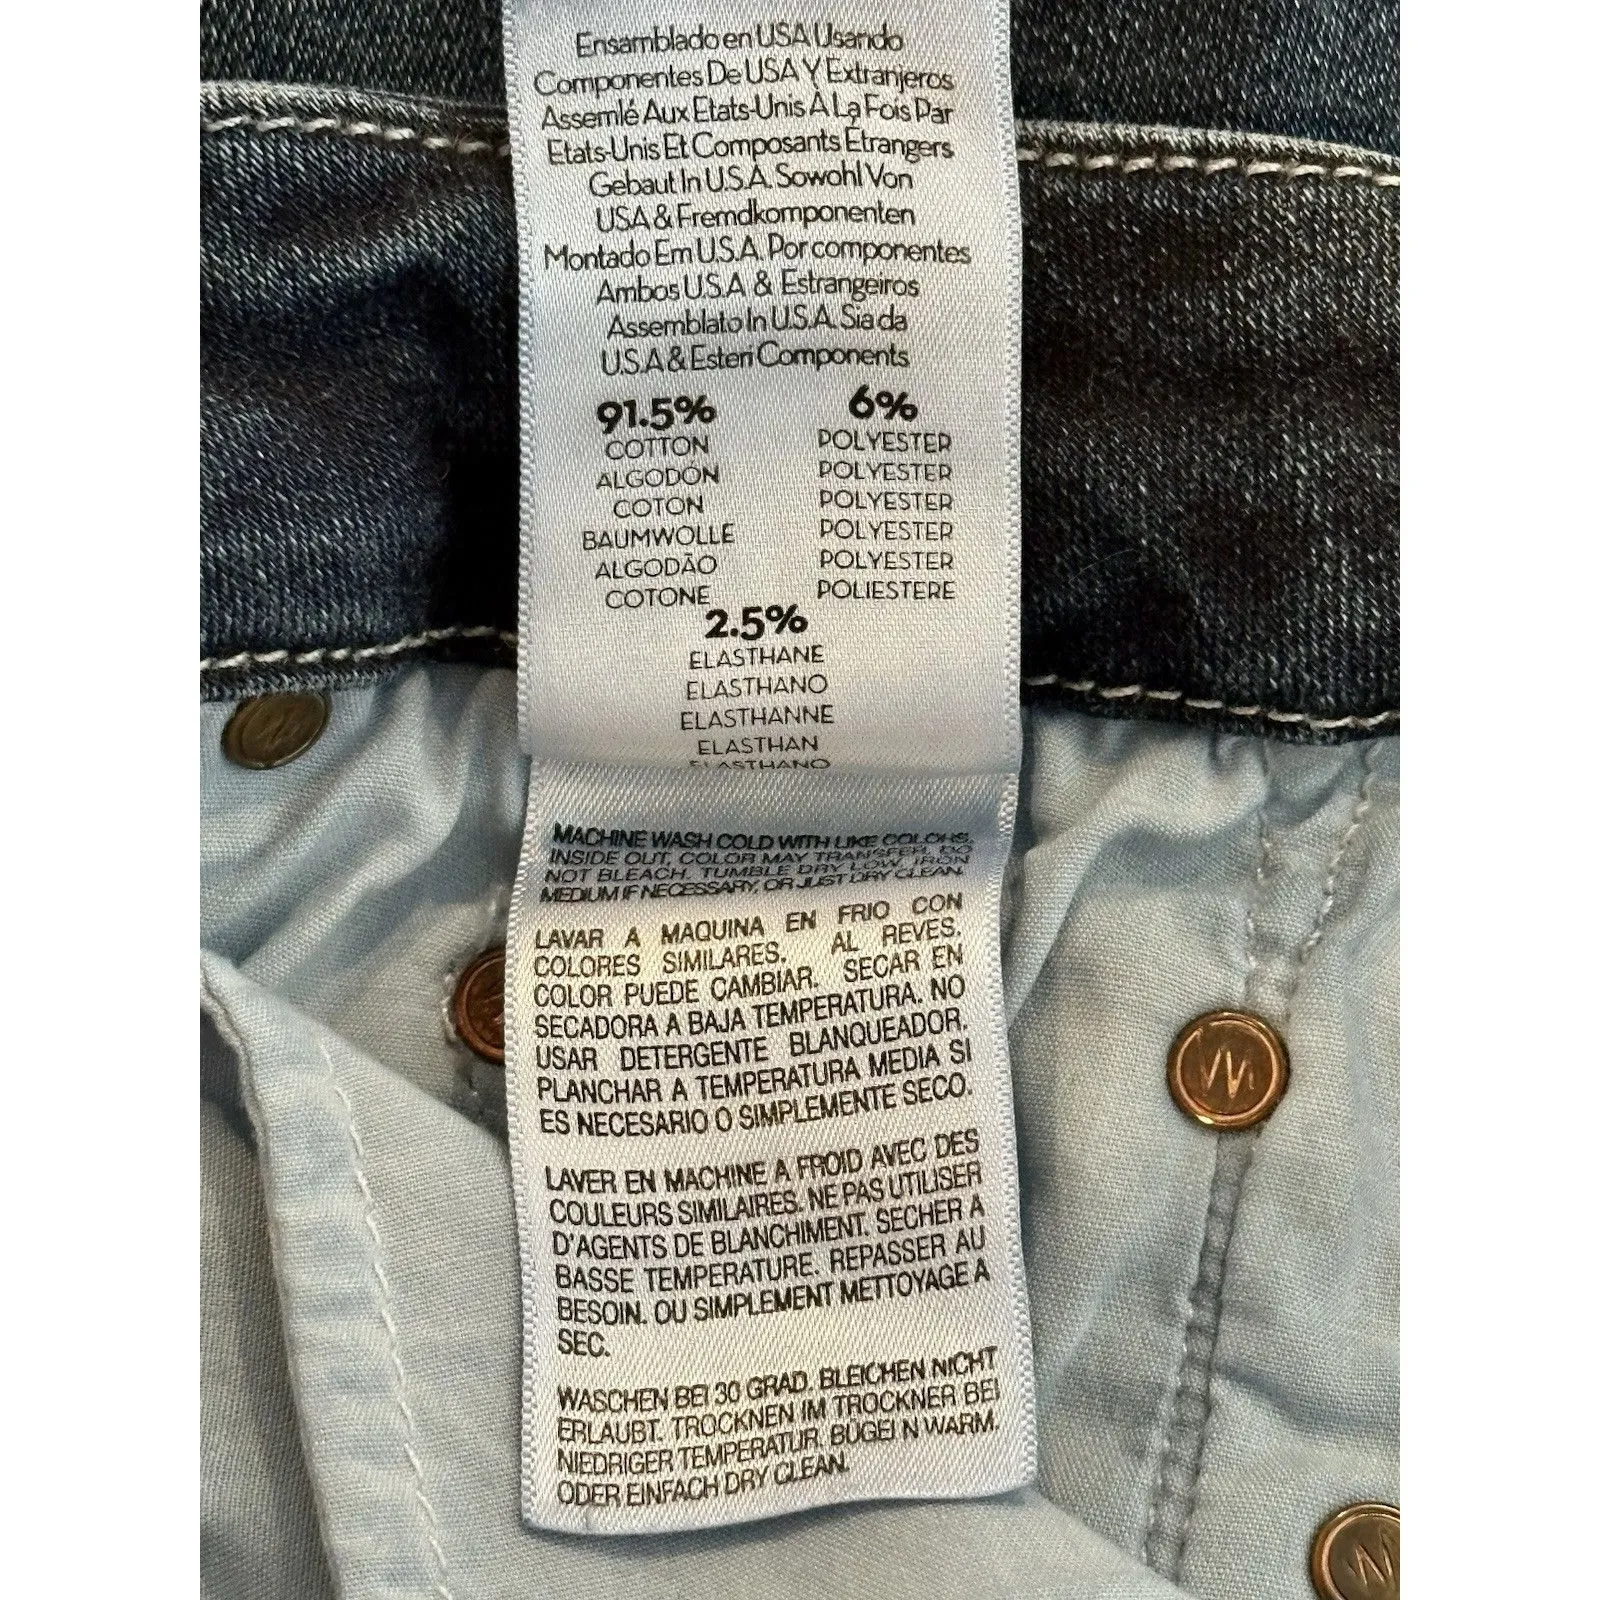 Ensamblado en USA Usando
Componentes De USA Y Extranjeros
Assemlé Aux Etats-Unis À La Fois Par
Etats-Unis Et Composants Étrangers
Gebaut In U.S.A. Sowohl Von
USA & Fremdkomponenten
Montado Em U.S.A. Por componentes
Ambos U.S.A & Estrangeiros
Assemblato In U.S.A. Sia da
U.S.A & Esteri Components
91.5%
COTTON
ALGODÓN
COTON
BAUMWOLLE
ALGODÃO
COTONE
6%
POLYESTER
POLYESTER
POLYESTER
POLYESTER
POLYESTER
POLIESTERE
2.5%
ELASTHANE
ELASTHANO
ELASTHANNE
ELASTHAN
ELASTHANO
MACHINE WASH COLD WITH LIKE COLORS.
INSIDE OUT, COLOR MAY TRANSFER. DO
NOT BLEACH. TUMBLE DRY LOW. IRON
MEDIUM IF NECESSARY, OR JUST DRY CLEAN.
LAVAR A MAQUINA EN FRIO CON
COLORES SIMILARES. AL REVES.
COLOR PUEDE CAMBIAR. SECAR EN
SECADORA A BAJA TEMPERATURA. NO
USAR DETERGENTE BLANQUEADOR.
PLANCHAR A TEMPERATURA MEDIA SI
ES NECESARIO O SIMPLEMENTE SECO.
LAVER EN MACHINE A FROID AVEC DES
COULEURS SIMILAIRES. NE PAS UTILISER
D'AGENTS DE BLANCHIMENT. SECHER A
BASSE TEMPERATURE. REPASSER AU
BESOIN. OU SIMPLEMENT METTOYAGE A
SEC.
WASCHEN BEI 30 GRAD. BLEICHEN NICHT
ERLAUBT. TROCKNEN IM TROCKNER BEI
NIEDRIGER TEMPERATUR. BÜGEI N WARM.
ODER EINFACH DRY CLEAN.